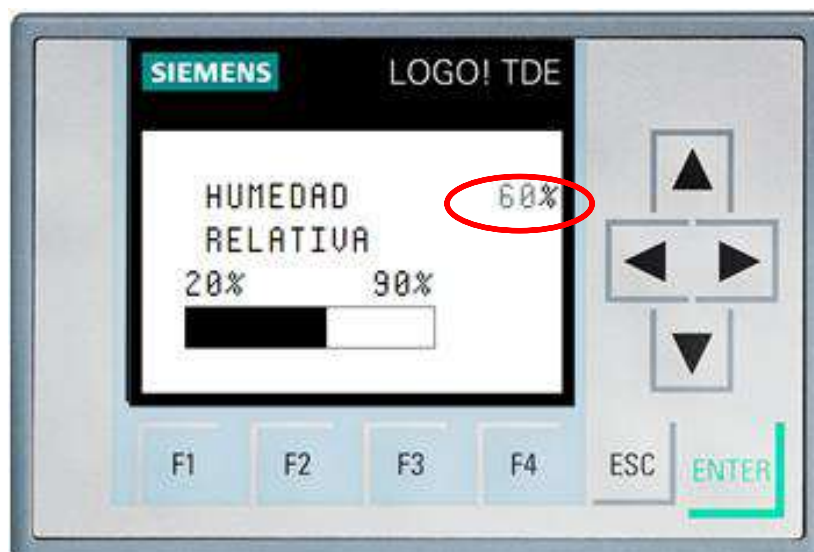 SIEMENS LOGO! TDE
HUMEDAD 60%
RELATIVA
20% 90%
F1 F2 F3 F4 ESC ENTER